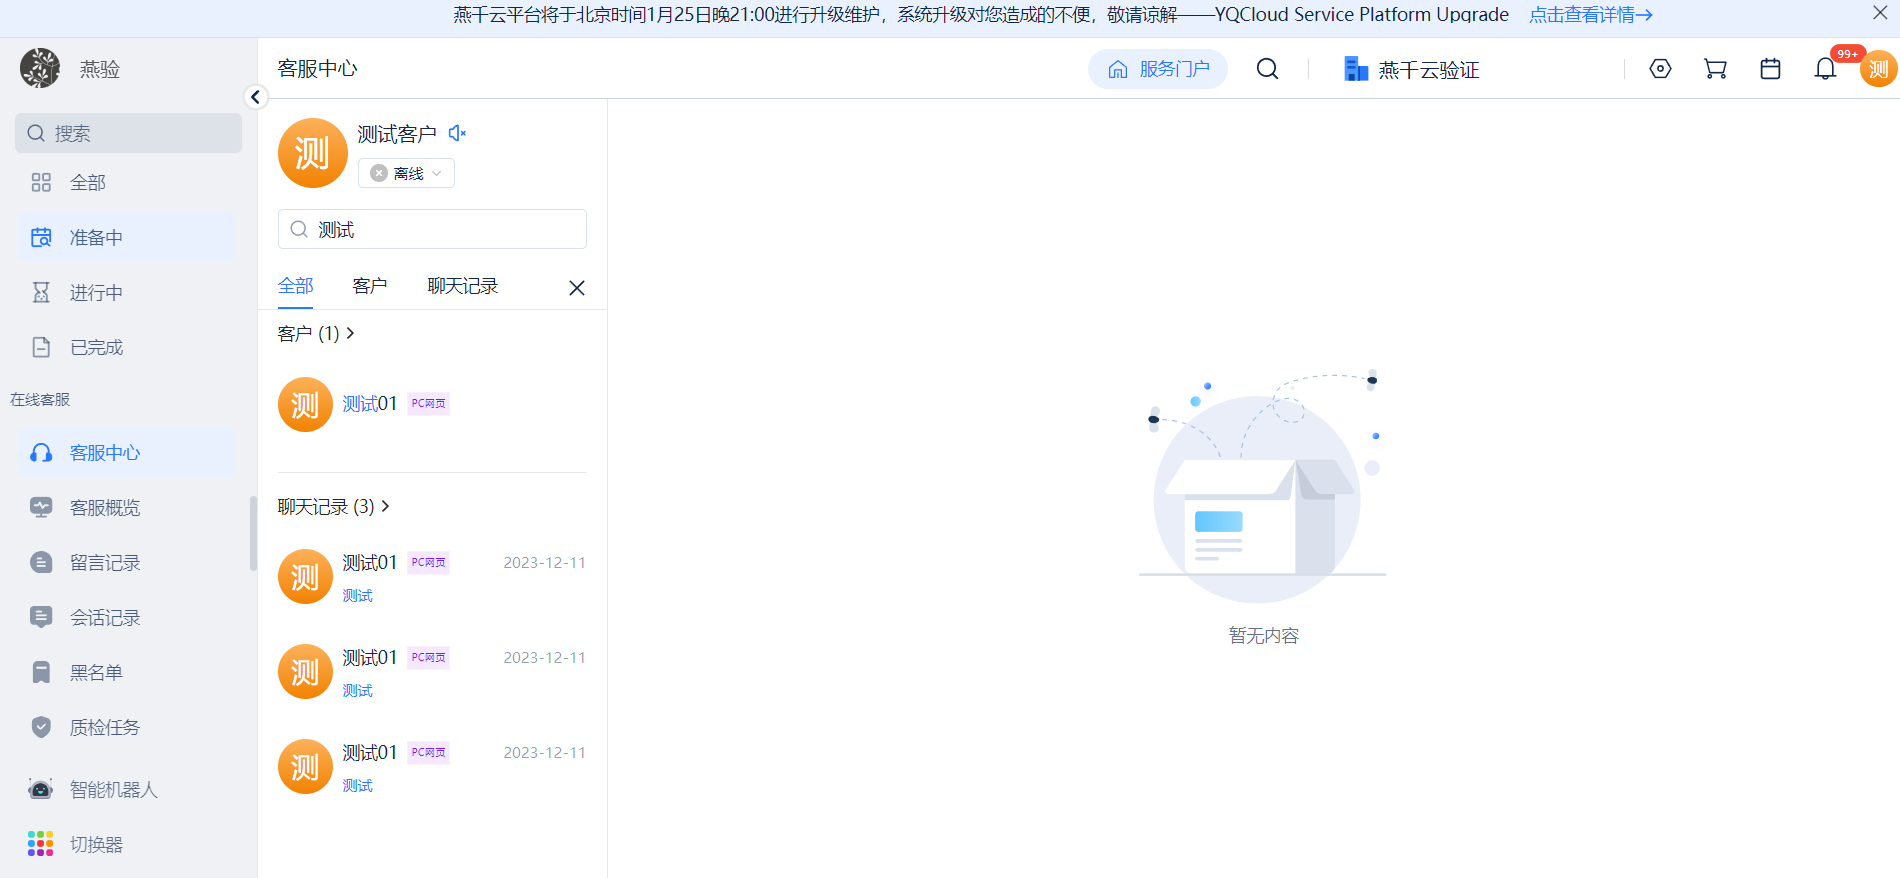 燕千云平台将于北京时间1月25日晚21:00进行升级维护，系统升级对您造成的不便，敬请谅解——YQCloud Service Platform Upgrade 点击查看详情→
燕验
客服中心
服务门户
燕千云验证
99+
测
搜索
全部
准备中
进行中
已完成
在线客服
客服中心
客服概览
留言记录
会话记录
黑名单
质检任务
智能机器人
切换器
测
测试客户
离线
测试
全部 客户 聊天记录
客户 (1)
测
测试01 PC网页
聊天记录 (3)
测
测试01 PC网页 2023-12-11
测试
测
测试01 PC网页 2023-12-11
测试
测
测试01 PC网页 2023-12-11
测试
暂无内容